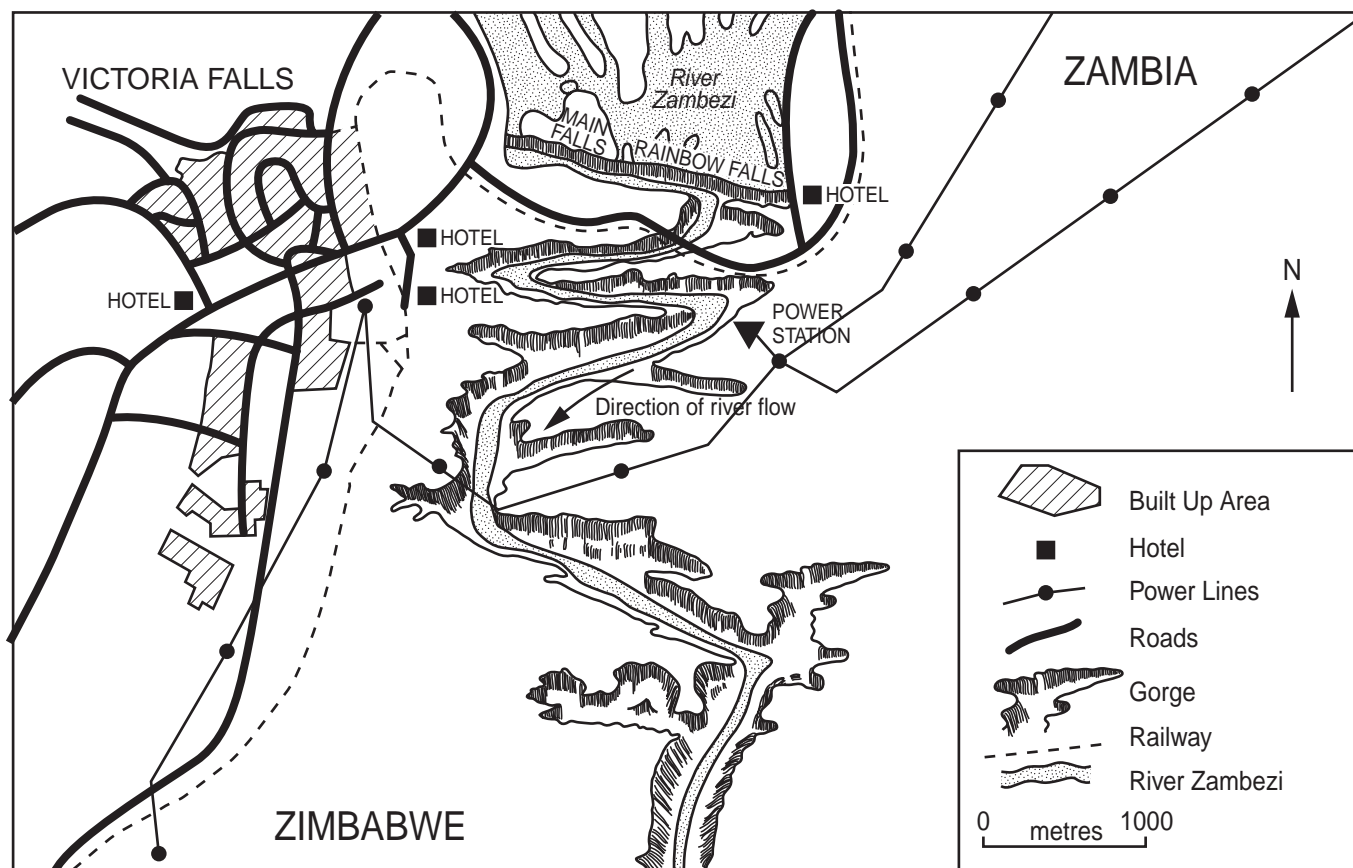 VICTORIA FALLS
River
Zambezi
ZAMBIA
MAIN
FALLS
RAINBOW FALLS
HOTEL
HOTEL
HOTEL
HOTEL
POWER
STATION
N
Direction of river flow
ZIMBABWE
Built Up Area
Hotel
Power Lines
Roads
Gorge
Railway
River Zambezi
0 metres 1000